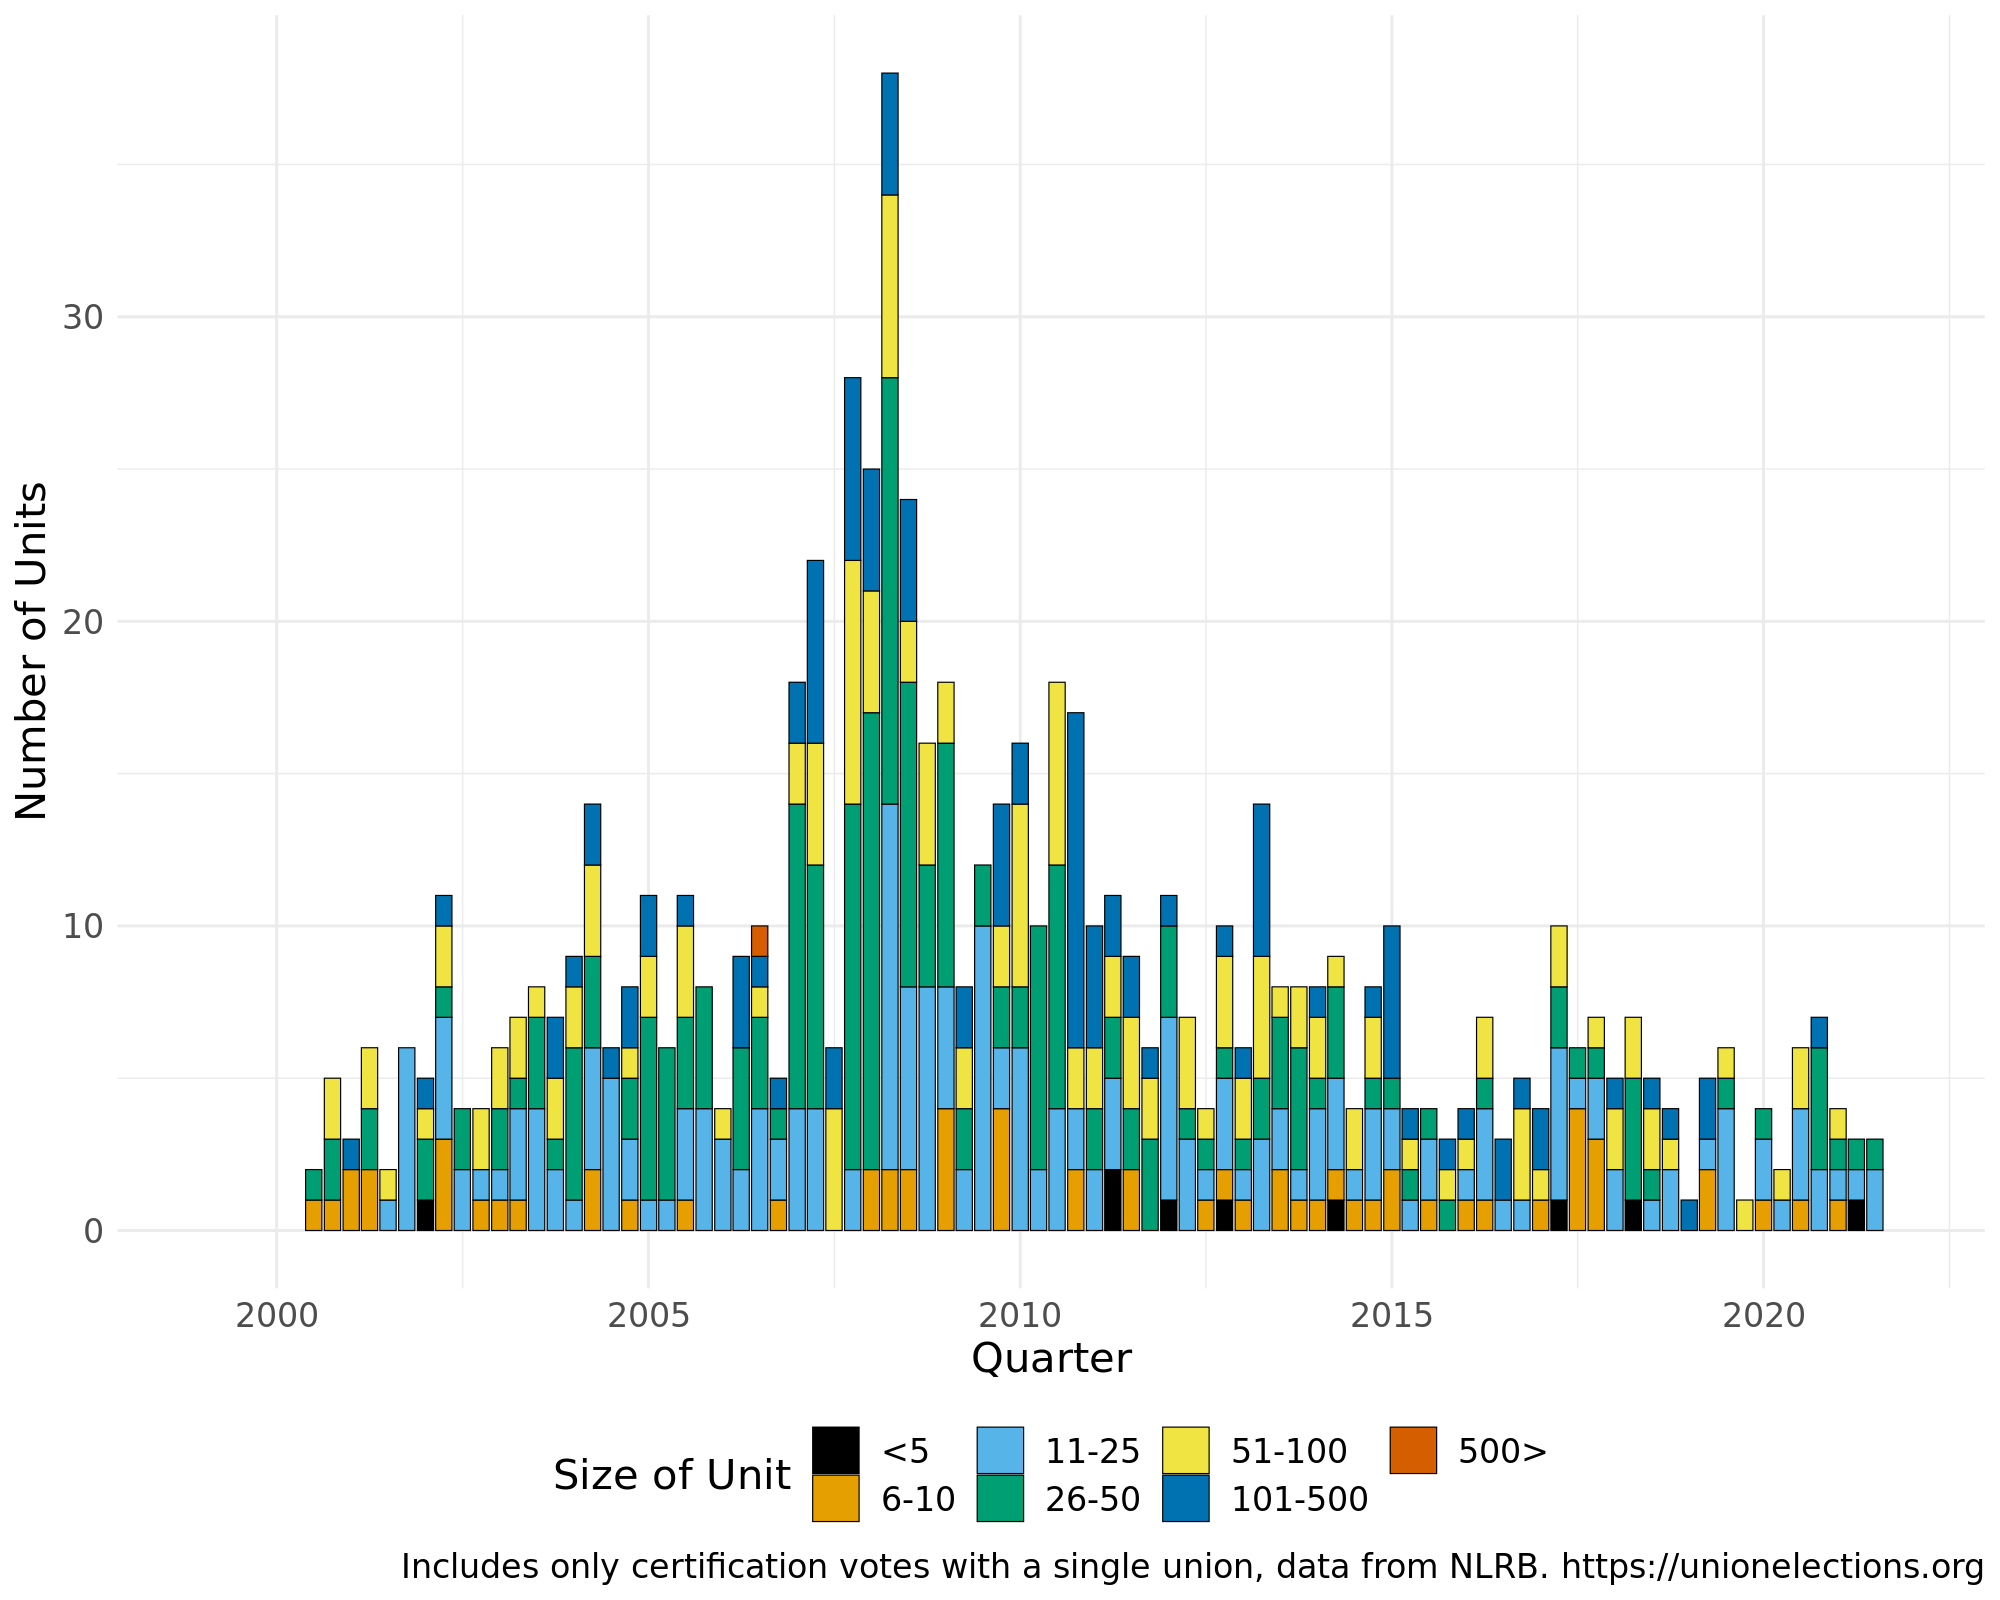 Number of Units
30
20
10
0
2000 2005 2010 2015 2020
Quarter
Size of Unit
<5 11-25 51-100 500>
6-10 26-50 101-500
Includes only certification votes with a single union, data from NLRB. https://unionelections.org